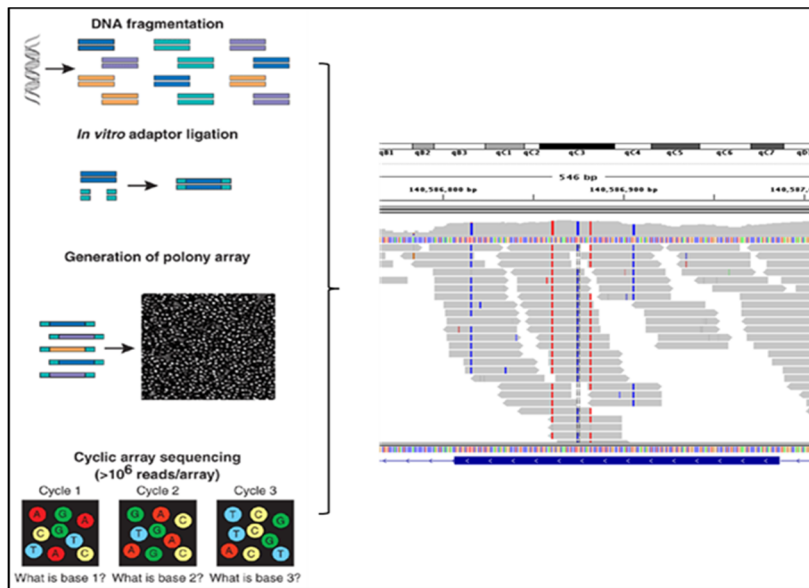 DNA fragmentation
In vitro adaptor ligation
Generation of polony array
Cyclic array sequencing
(>10⁶ reads/array)
Cycle 1 Cycle 2 Cycle 3
A G A C G T T A C
G A C T G T A G C
T C G T C T A G C
What is base 1? What is base 2? What is base 3?
qB1 qB2 qB3 qC1 qC2 qC3 qC4 qC5 qC6 qC7
546 bp
140,586,800 bp 140,586,900 bp